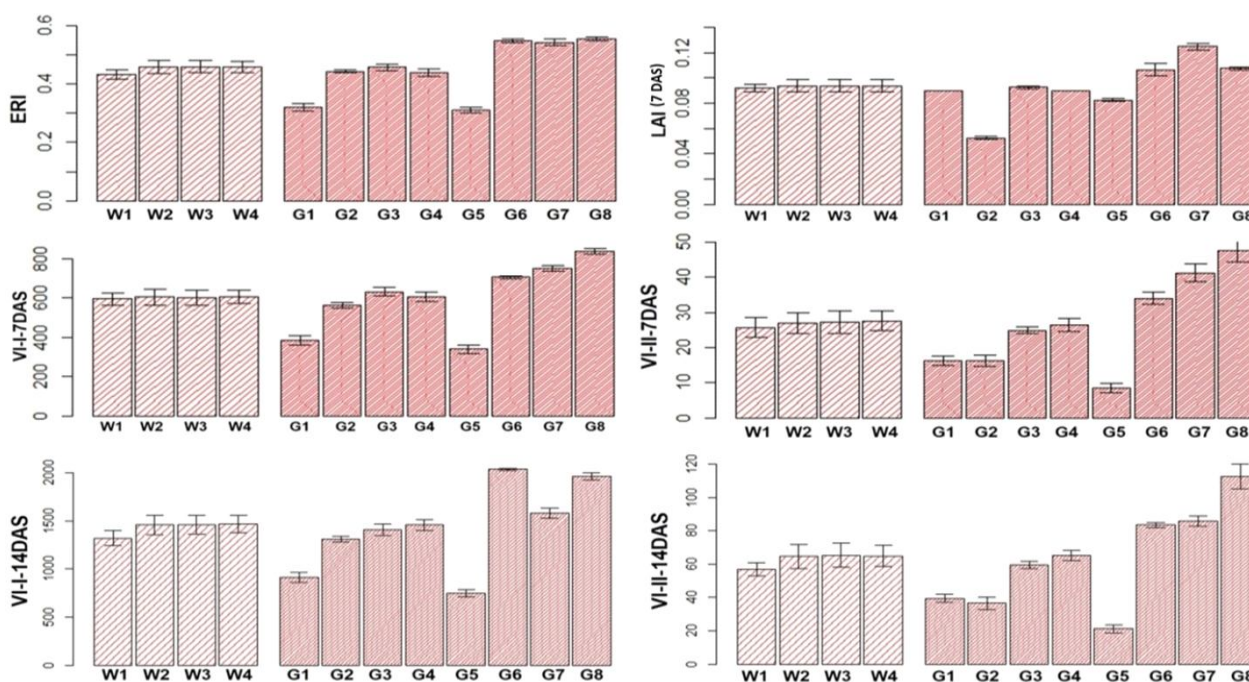 ERI
0.0 0.2 0.4 0.6
W1 W2 W3 W4 G1 G2 G3 G4 G5 G6 G7 G8
LAI (7 DAS)
0.00 0.04 0.08 0.12
W1 W2 W3 W4 G1 G2 G3 G4 G5 G6 G7 G8
VI-I-7DAS
0 200 400 600 800
W1 W2 W3 W4 G1 G2 G3 G4 G5 G6 G7 G8
VI-II-7DAS
0 10 20 30 40 50
W1 W2 W3 W4 G1 G2 G3 G4 G5 G6 G7 G8
VI-I-14DAS
0 500 1000 1500 2000
W1 W2 W3 W4 G1 G2 G3 G4 G5 G6 G7 G8
VI-II-14DAS
0 20 40 60 80 100 120
W1 W2 W3 W4 G1 G2 G3 G4 G5 G6 G7 G8